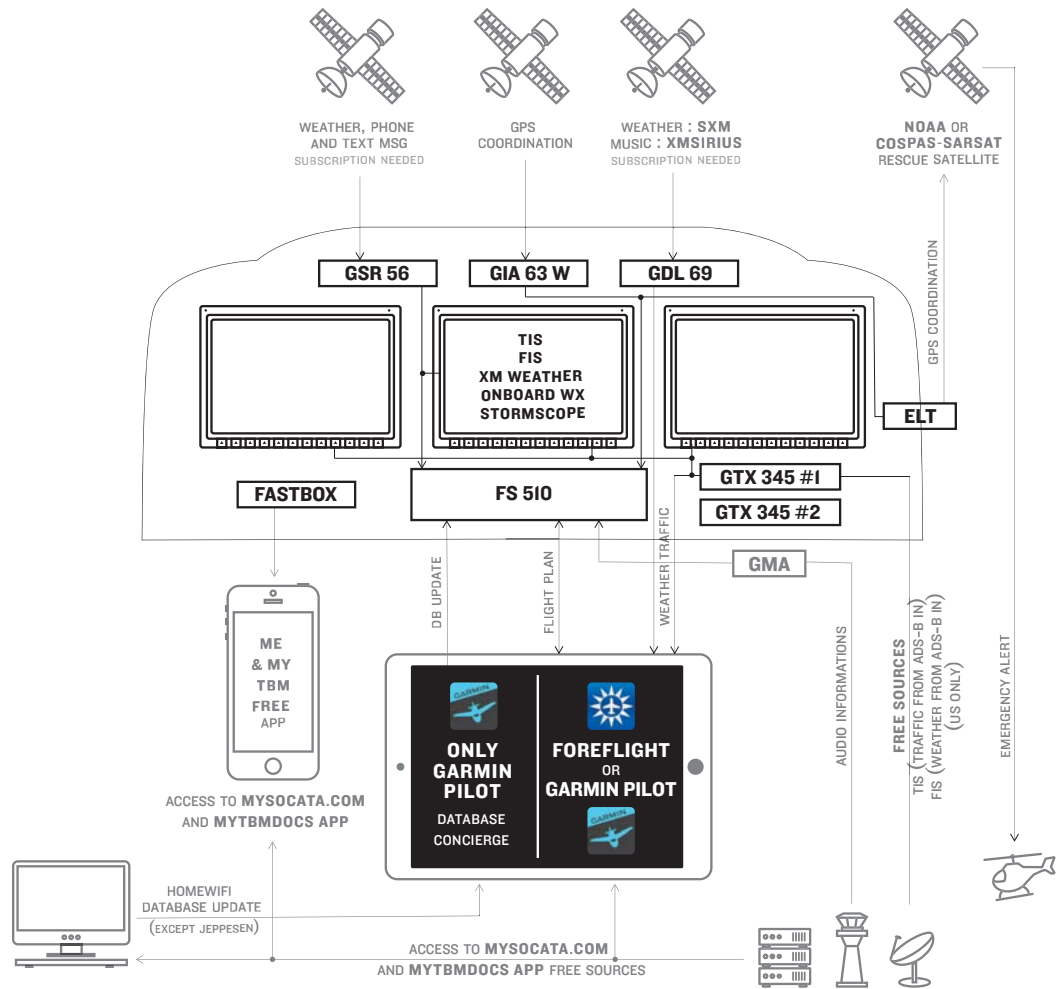 WEATHER, PHONE
AND TEXT MSG
SUBSCRIPTION NEEDED
GPS
COORDINATION
WEATHER : SXM
MUSIC : XMSIRIUS
SUBSCRIPTION NEEDED
NOAA OR
COSPAS-SARSAT
RESCUE SATELLITE
GSR 56
GIA 63 W
GDL 69
GPS COORDINATION
TIS
FIS
XM WEATHER
ONBOARD WX
STORMSCOPE
ELT
FASTBOX
FS 510
GTX 345 #1
GTX 345 #2
DB UPDATE
FLIGHT PLAN
WEATHER TRAFFIC
GMA
ME
& MY
TBM
FREE
APP
GARMIN
ONLY
GARMIN
PILOT
DATABASE
CONCIERGE
FOREFLIGHT
OR
GARMIN PILOT
GARMIN
AUDIO INFORMATIONS
FREE SOURCES
TIS (TRAFFIC FROM ADS-B IN)
FIS (WEATHER FROM ADS-B IN)
(US ONLY)
EMERGENCY ALERT
ACCESS TO MYSOCATA.COM
AND MYTBMDOCS APP
HOMEWIFI
DATABASE UPDATE
(EXCEPT JEPPESEN)
ACCESS TO MYSOCATA.COM
AND MYTBMDOCS APP FREE SOURCES